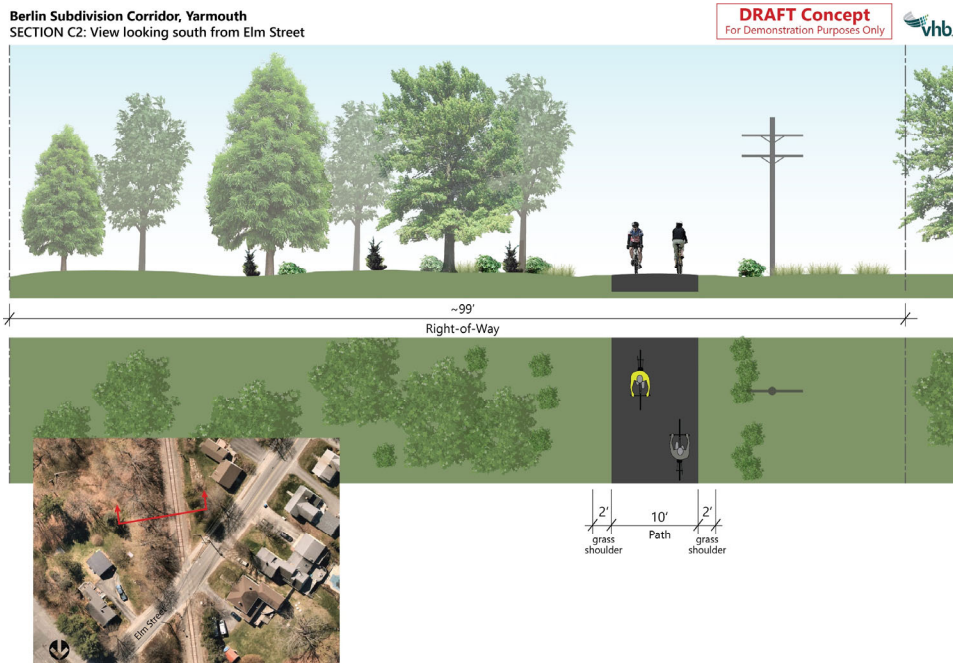 Berlin Subdivision Corridor, Yarmouth
SECTION C2: View looking south from Elm Street
DRAFT Concept
For Demonstration Purposes Only
vhb
~99'
Right-of-Way
2'
grass
shoulder
10'
Path
2'
grass
shoulder
Elm Street